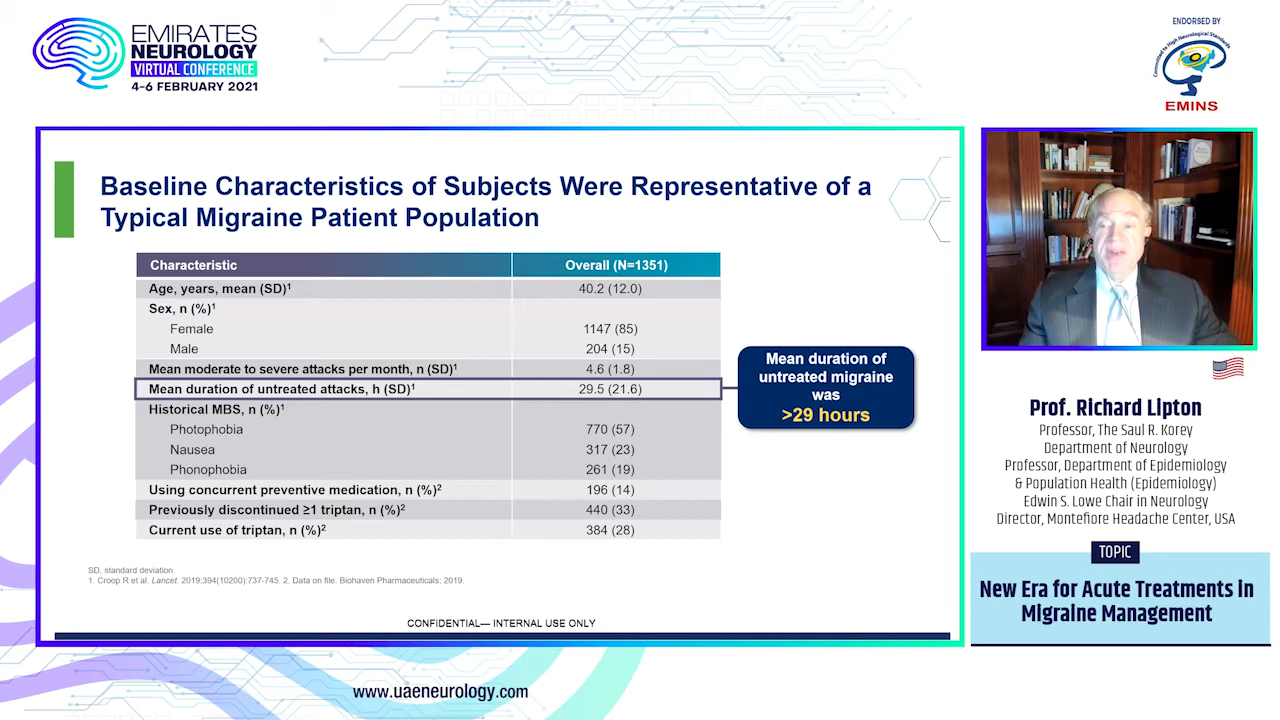 EMIRATES
NEUROLOGY
VIRTUAL CONFERENCE
4-6 FEBRUARY 2021
ENDORSED BY
Committed to High Neurological Standards
EMINS
Baseline Characteristics of Subjects Were Representative of a
Typical Migraine Patient Population
Characteristic Overall (N=1351)
Age, years, mean (SD)¹ 40.2 (12.0)
Sex, n (%)¹
Female 1147 (85)
Male 204 (15)
Mean moderate to severe attacks per month, n (SD)¹ 4.6 (1.8)
Mean duration of untreated attacks, h (SD)¹ 29.5 (21.6)
Historical MBS, n (%)¹
Photophobia 770 (57)
Nausea 317 (23)
Phonophobia 261 (19)
Using concurrent preventive medication, n (%)² 196 (14)
Previously discontinued ≥1 triptan, n (%)² 440 (33)
Current use of triptan, n (%)² 384 (28)
Mean duration of
untreated migraine
was
>29 hours
SD, standard deviation.
1. Croop R et al. Lancet. 2019;394(10200):737-745. 2. Data on file. Biohaven Pharmaceuticals; 2019.
CONFIDENTIAL— INTERNAL USE ONLY
Prof. Richard Lipton
Professor, The Saul R. Korey
Department of Neurology
Professor, Department of Epidemiology
& Population Health (Epidemiology)
Edwin S. Lowe Chair in Neurology
Director, Montefiore Headache Center, USA
TOPIC
New Era for Acute Treatments in
Migraine Management
www.uaeneurology.com